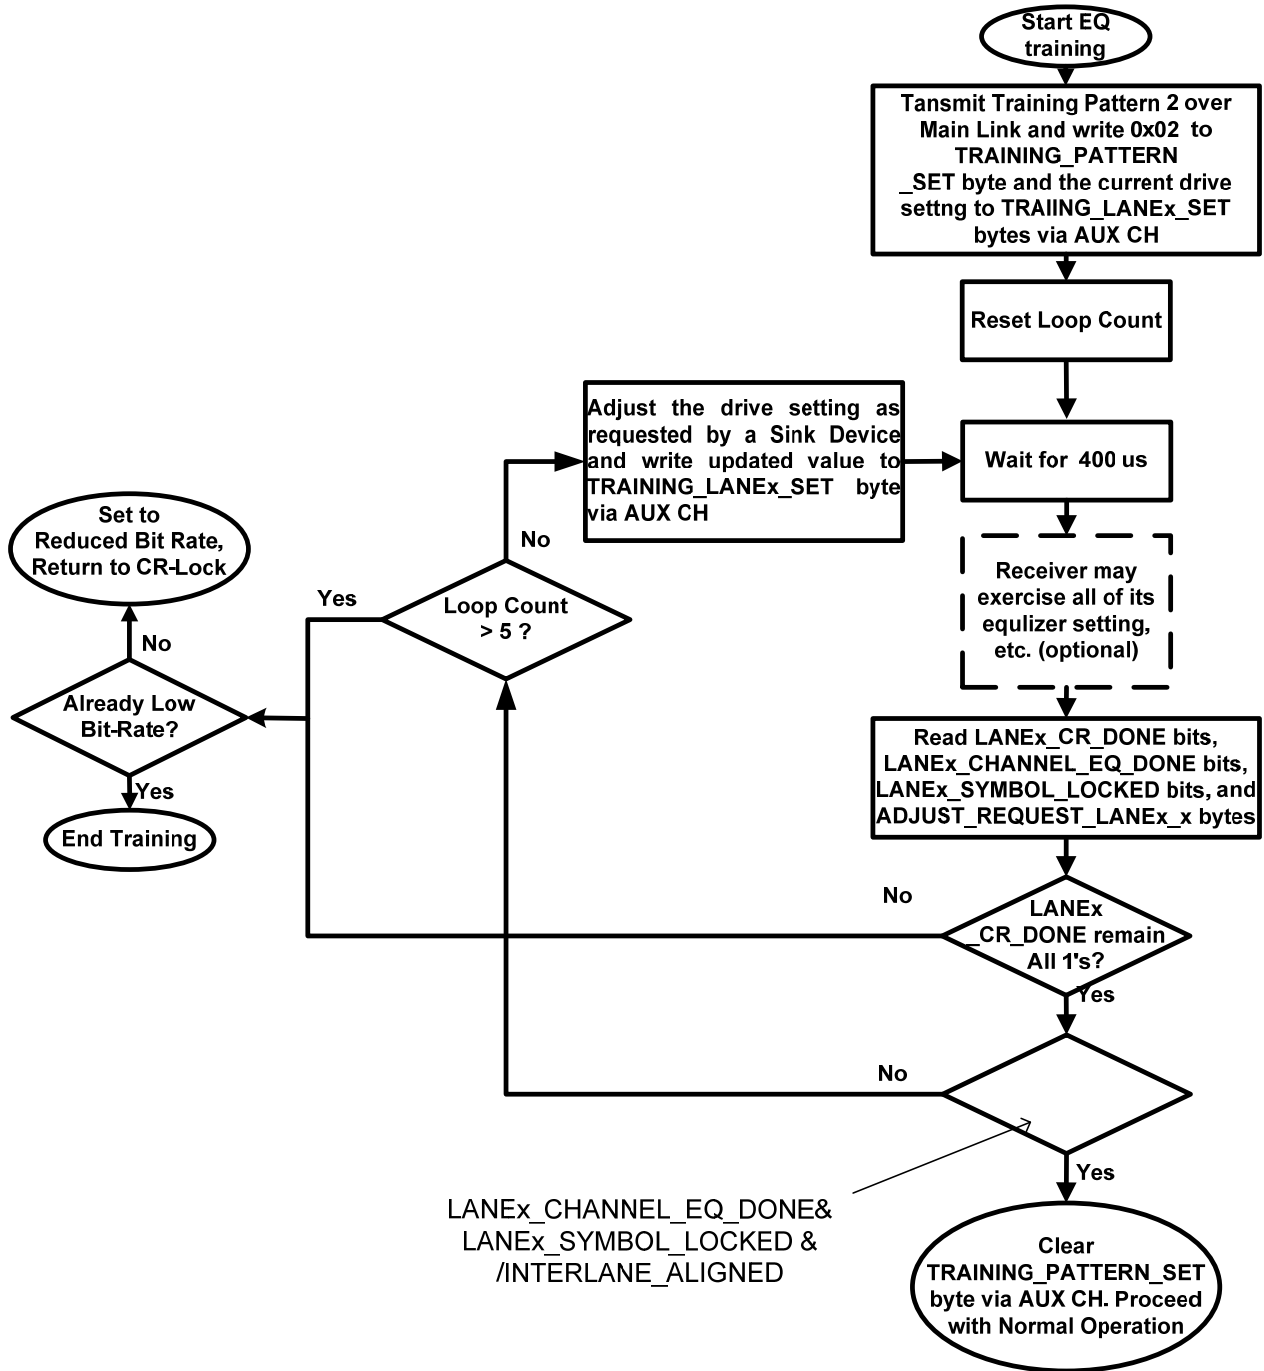 Start EQ
training
Tansmit Training Pattern 2 over
Main Link and write 0x02 to
TRAINING_PATTERN
_SET byte and the current drive
settng to TRAIING_LANEx_SET
bytes via AUX CH
Reset Loop Count
Adjust the drive setting as
requested by a Sink Device
and write updated value to
TRAINING_LANEx_SET byte
via AUX CH
Wait for 400 us
Set to
Reduced Bit Rate,
Return to CR-Lock
No
Receiver may
exercise all of its
equlizer setting,
etc. (optional)
Yes
Loop Count
> 5 ?
No
Already Low
Bit-Rate?
Yes
End Training
Read LANEx_CR_DONE bits,
LANEx_CHANNEL_EQ_DONE bits,
LANEx_SYMBOL_LOCKED bits, and
ADJUST_REQUEST_LANEx_x bytes
No
LANEx
_CR_DONE remain
All 1's?
Yes
No
Yes
LANEx_CHANNEL_EQ_DONE&
LANEx_SYMBOL_LOCKED &
/INTERLANE_ALIGNED
Clear
TRAINING_PATTERN_SET
byte via AUX CH. Proceed
with Normal Operation